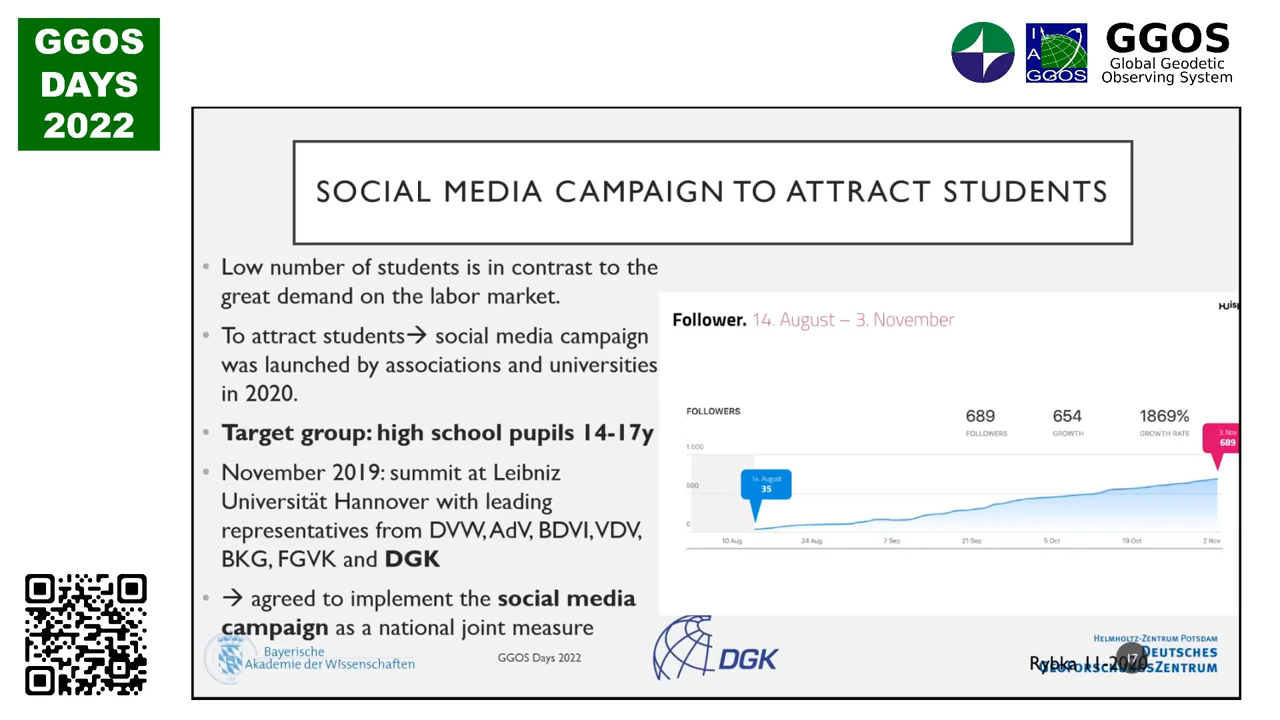 GGOS
DAYS
2022
I
A
GGOS
GGOS
Global Geodetic
Observing System
SOCIAL MEDIA CAMPAIGN TO ATTRACT STUDENTS
• Low number of students is in contrast to the
great demand on the labor market.
• To attract students→ social media campaign
was launched by associations and universities
in 2020.
• Target group: high school pupils 14-17y
• November 2019: summit at Leibniz
Universität Hannover with leading
representatives from DVW, AdV, BDVI, VDV,
BKG, FGVK and DGK
• → agreed to implement the social media
campaign as a national joint measure
Follower. 14. August – 3. November
FOLLOWERS
689
FOLLOWERS
654
GROWTH
1869%
GROWTH RATE
1 000
500
0
14. August
35
3. Nov
689
10 Aug
24 Aug
7 Sep
21 Sep
5 Oct
19 Oct
2 Nov
Bayerische
Akademie der Wissenschaften
GGOS Days 2022
DGK
HELMHOLTZ-ZENTRUM POTSDAM
DEUTSCHES
GEOFORSCHUNGSZENTRUM
Rybka 11-2020
17